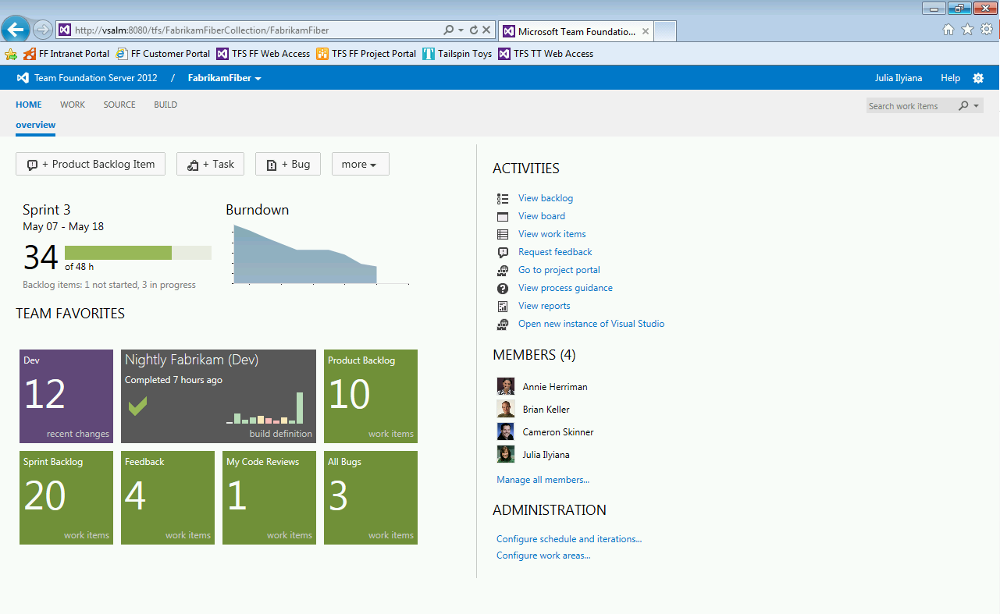 http://vsalm:8080/tfs/FabrikamFiberCollection/FabrikamFiber
Microsoft Team Foundatio...
FF Intranet Portal FF Customer Portal TFS FF Web Access TFS FF Project Portal Tailspin Toys TFS TT Web Access
Team Foundation Server 2012 / FabrikamFiber
Julia Ilyiana Help
HOME WORK SOURCE BUILD
Search work items
overview
+ Product Backlog Item + Task + Bug more
Sprint 3
May 07 - May 18
34
of 48 h
Backlog items: 1 not started, 3 in progress
Burndown
TEAM FAVORITES
Dev
12
recent changes
Nightly Fabrikam (Dev)
Completed 7 hours ago
build definition
Product Backlog
10
work items
Sprint Backlog
20
work items
Feedback
4
work items
My Code Reviews
1
work items
All Bugs
3
work items
ACTIVITIES
View backlog
View board
View work items
Request feedback
Go to project portal
View process guidance
View reports
Open new instance of Visual Studio
MEMBERS (4)
Annie Herriman
Brian Keller
Cameron Skinner
Julia Ilyiana
Manage all members...
ADMINISTRATION
Configure schedule and iterations...
Configure work areas...